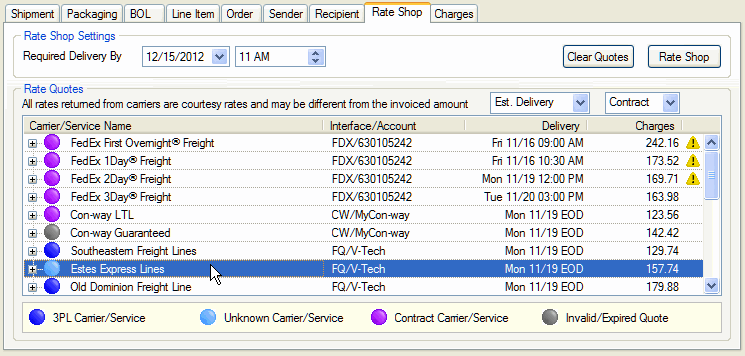 Shipment Packaging BOL Line Item Order Sender Recipient Rate Shop Charges
Rate Shop Settings
Required Delivery By 12/15/2012 11 AM Clear Quotes Rate Shop
Rate Quotes
All rates returned from carriers are courtesy rates and may be different from the invoiced amount Est. Delivery Contract
Carrier/Service Name Interface/Account Delivery Charges
FedEx First Overnight® Freight FDX/630105242 Fri 11/16 09:00 AM 242.16
FedEx 1Day® Freight FDX/630105242 Fri 11/16 10:30 AM 173.52
FedEx 2Day® Freight FDX/630105242 Mon 11/19 12:00 PM 169.71
FedEx 3Day® Freight FDX/630105242 Tue 11/20 03:00 PM 163.98
Con-way LTL CW/MyCon-way Mon 11/19 EOD 123.56
Con-way Guaranteed CW/MyCon-way Mon 11/19 EOD 142.42
Southeastern Freight Lines FQ/V-Tech Mon 11/19 EOD 129.74
Estes Express Lines FQ/V-Tech Mon 11/19 EOD 157.74
Old Dominion Freight Line FQ/V-Tech Mon 11/19 EOD 179.88
3PL Carrier/Service Unknown Carrier/Service Contract Carrier/Service Invalid/Expired Quote